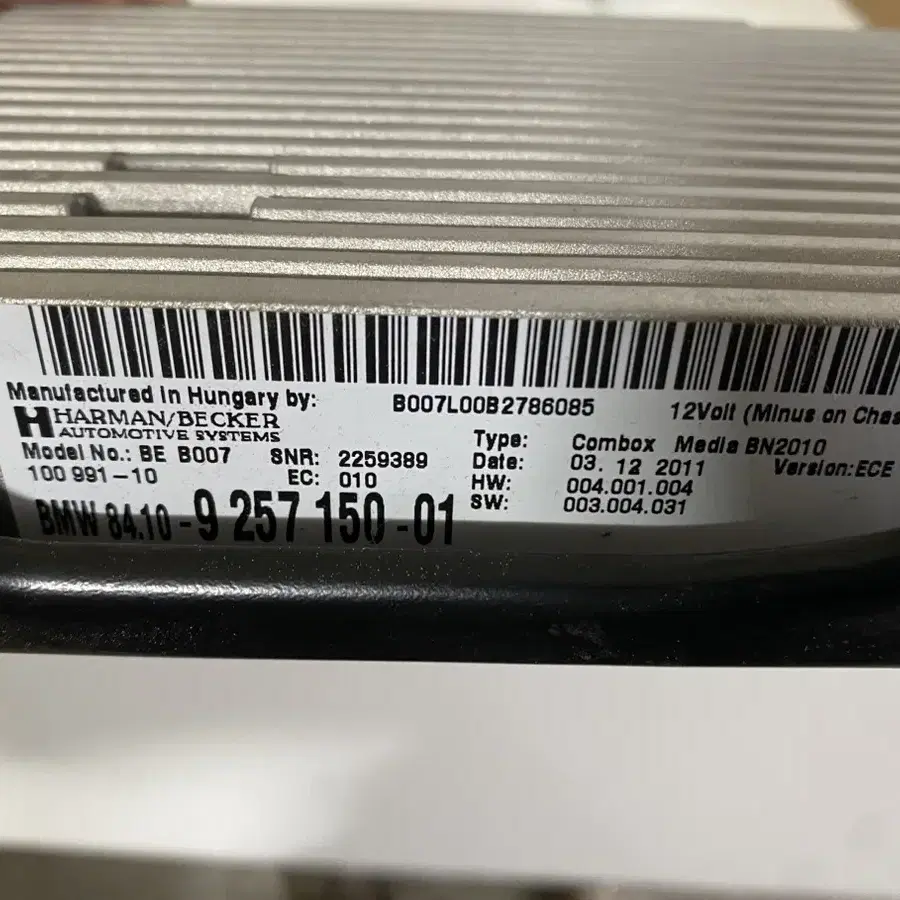 Manufactured in Hungary by:
B007L00B2786085
12Volt (Minus on Chas
HARMAN/BECKER
AUTOMOTIVE SYSTEMS
Model No.: BE B007 SNR: 2259389
100 991-10 EC: 010
Type: Combox Media BN2010
Date: 03. 12 2011 Version:ECE
HW: 004.001.004
SW: 003.004.031
BMW 84.10-9 257 150-01